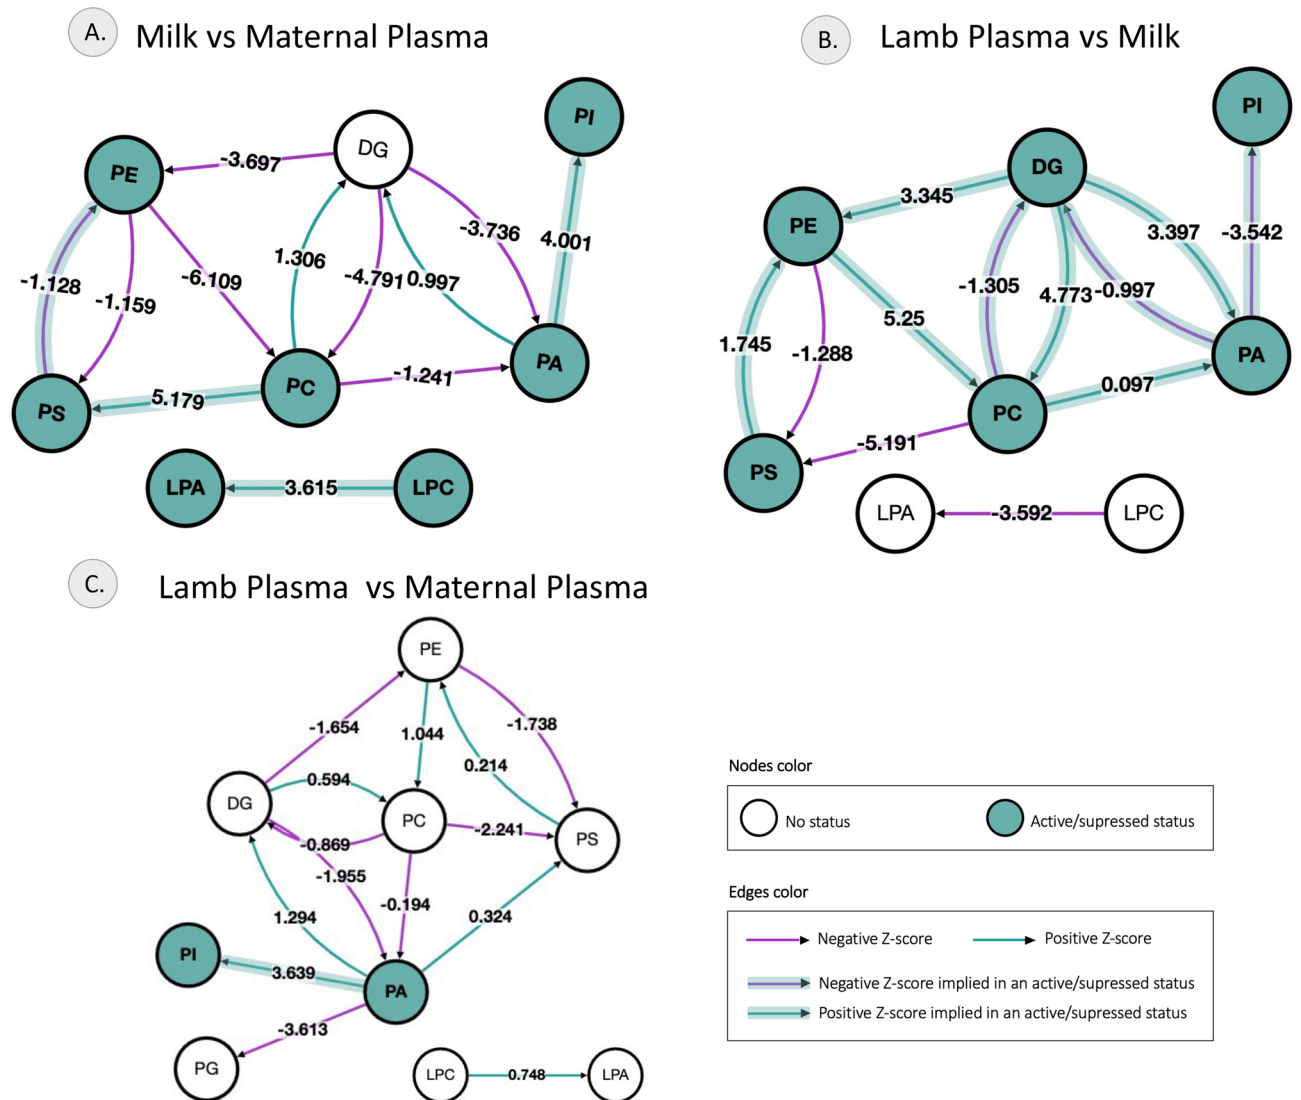 A. Milk vs Maternal Plasma
PI
DG
PE
-3.697
-3.736
4.001
1.306
-6.109
-4.791
0.997
-1.128
-1.159
PA
PC
-1.241
5.179
PS
LPA
3.615
LPC
B. Lamb Plasma vs Milk
PI
DG
3.345
PE
3.397
-3.542
-1.305
4.773
-0.997
5.25
1.745
-1.288
PA
0.097
PC
-5.191
PS
LPA
-3.592
LPC
C. Lamb Plasma vs Maternal Plasma
PE
-1.654
1.044
-1.738
0.214
0.594
DG
PC
-2.241
PS
-0.869
-1.955
-0.194
1.294
0.324
PI
3.639
PA
-3.613
PG
LPC
0.748
LPA
Nodes color
No status
Active/supressed status
Edges color
Negative Z-score
Positive Z-score
Negative Z-score implied in an active/supressed status
Positive Z-score implied in an active/supressed status